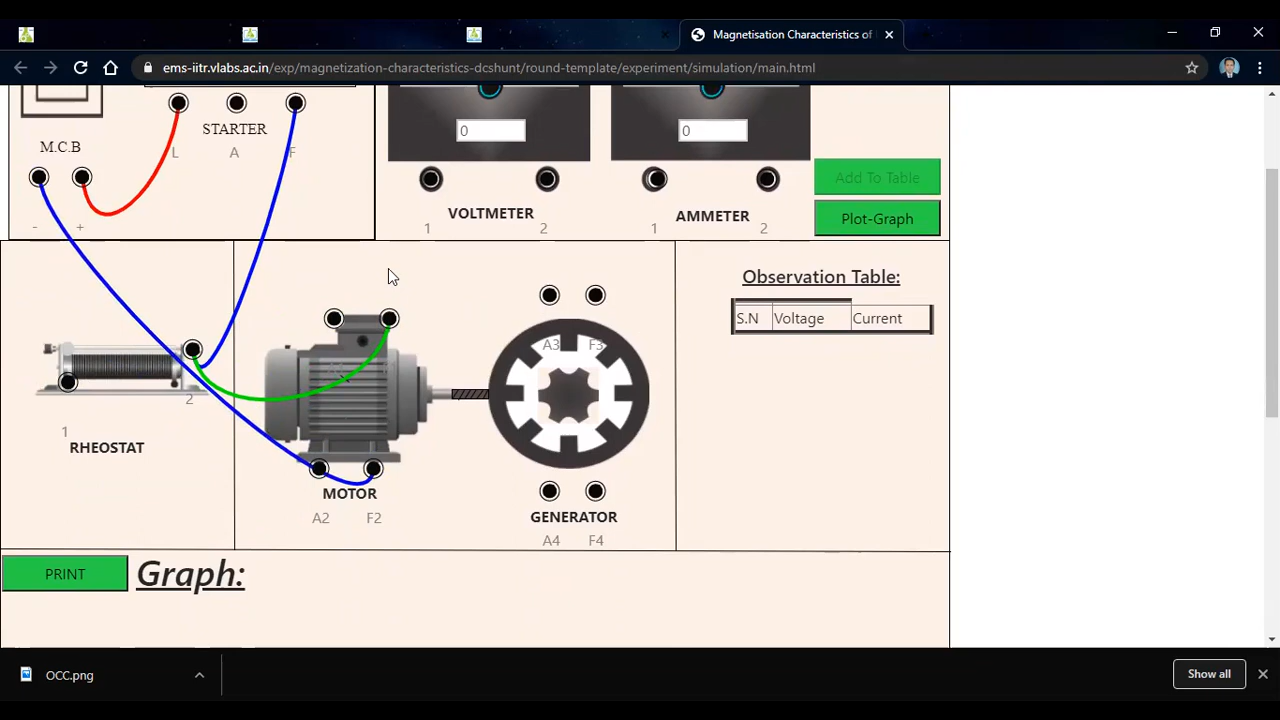 Magnetisation Characteristics of
ems-iitr.vlabs.ac.in/exp/magnetization-characteristics-dcshunt/round-template/experiment/simulation/main.html
STARTER
L A F
M.C.B
- +
0
0
VOLTMETER
1 2
AMMETER
1 2
Add To Table
Plot-Graph
Observation Table:
S.N Voltage Current
2
1
RHEOSTAT
MOTOR
A2 F2
A3 F3
GENERATOR
A4 F4
PRINT
Graph:
OCC.png
Show all